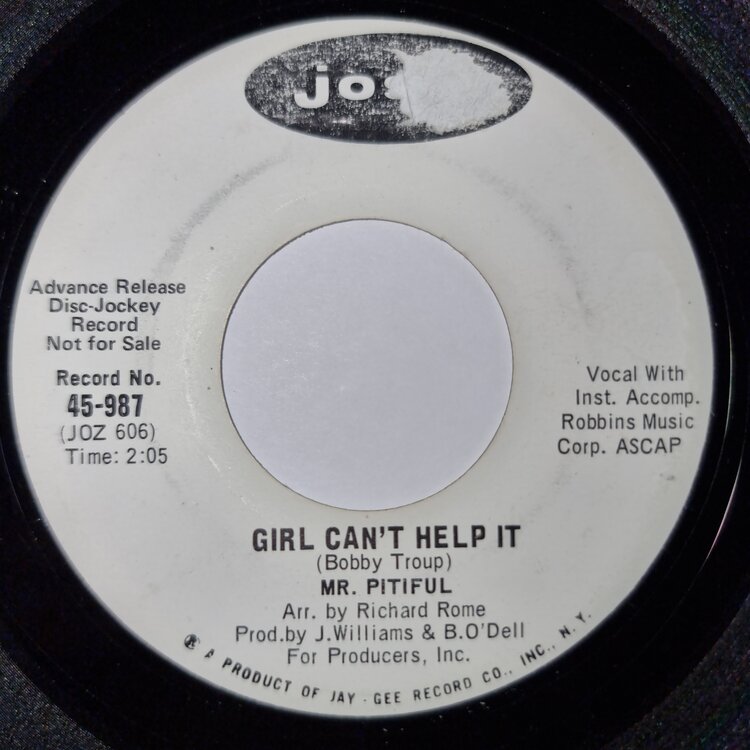 Advance Release
Disc-Jockey
Record
Not for Sale
Record No.
45-987
(JOZ 606)
Time: 2:05
Vocal With
Inst. Accomp.
Robbins Music
Corp. ASCAP
GIRL CAN'T HELP IT
(Bobby Troup)
MR. PITIFUL
Arr. by Richard Rome
Prod.by J.Williams & B.O'Dell
For Producers, Inc.
A PRODUCT OF JAY-GEE RECORD CO., INC., N.Y.